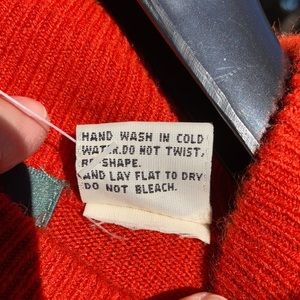 HAND WASH IN COLD
WATER. DO NOT TWIST,
RE-SHAPE.
AND LAY FLAT TO DRY
DO NOT BLEACH.